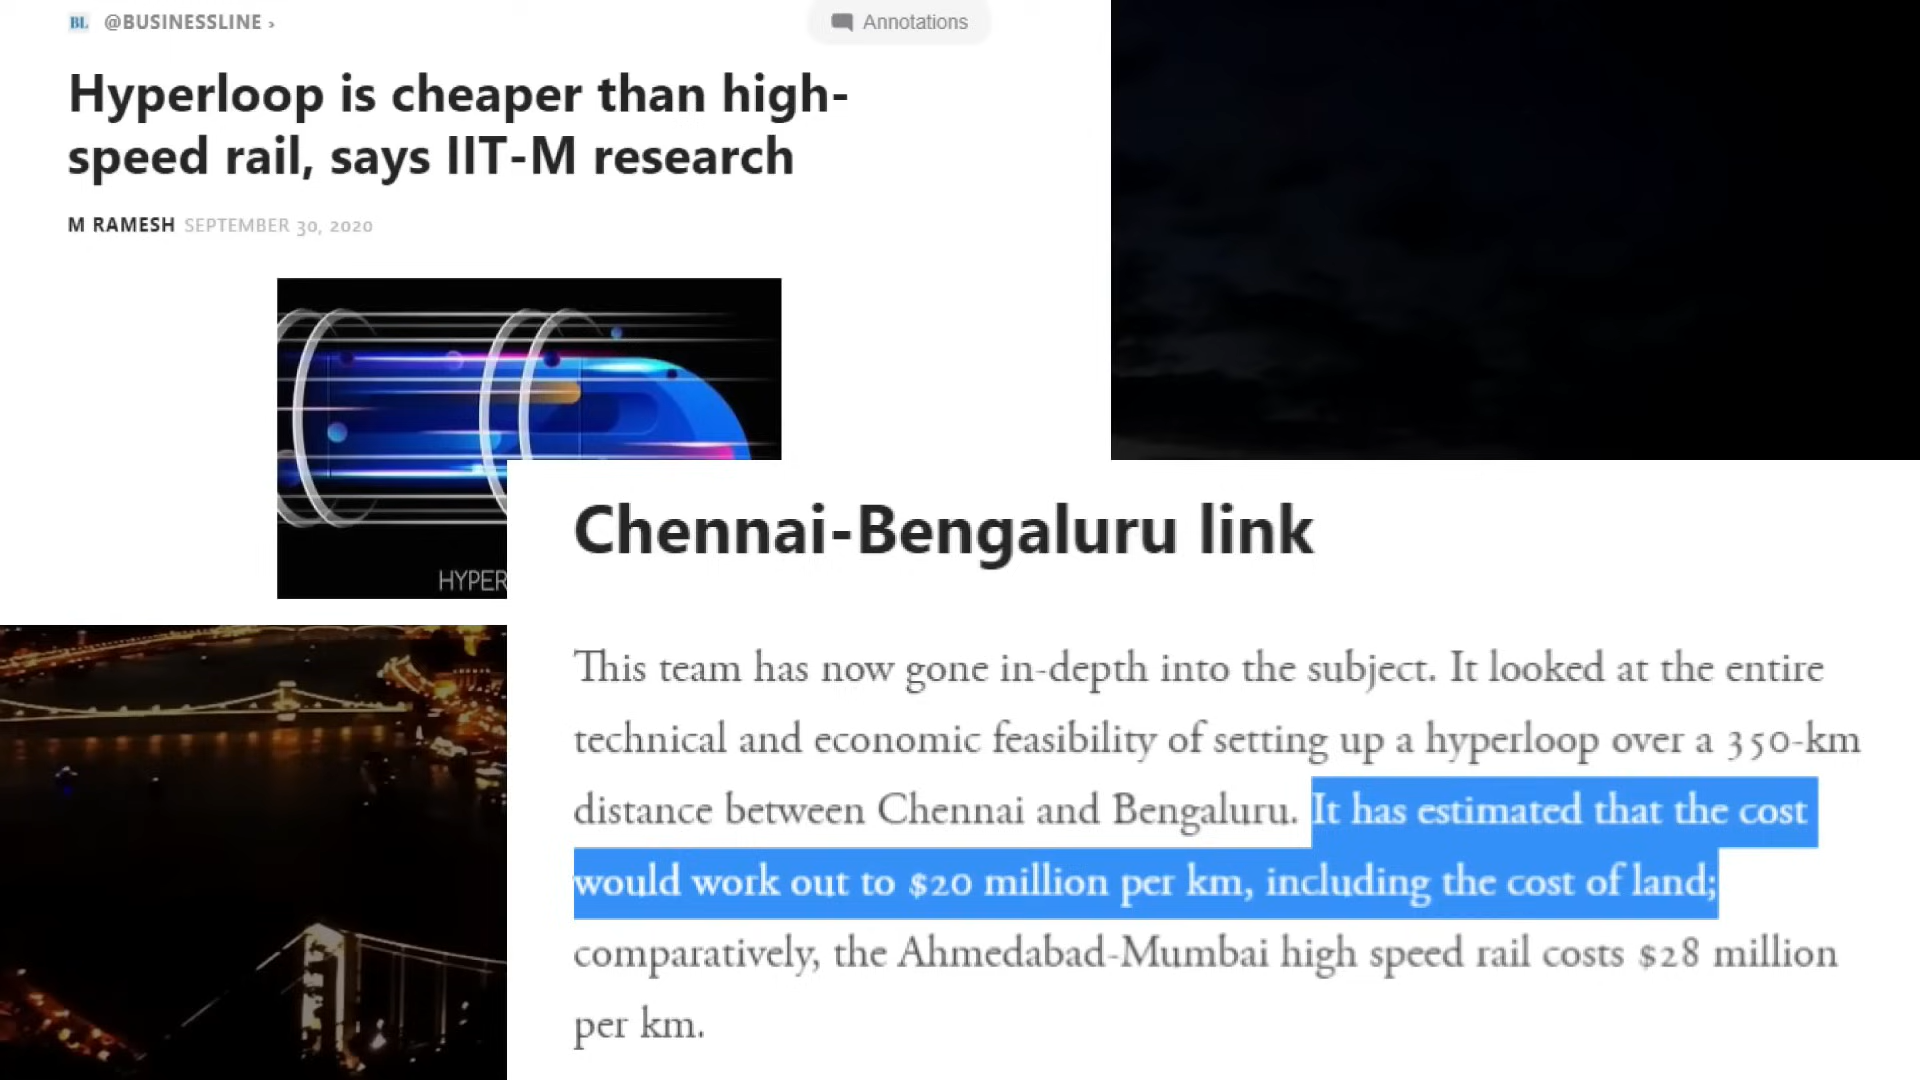 BL @BUSINESSLINE ›
Annotations
Hyperloop is cheaper than high-
speed rail, says IIT-M research
M RAMESH SEPTEMBER 30, 2020
HYPER
Chennai-Bengaluru link
This team has now gone in-depth into the subject. It looked at the entire
technical and economic feasibility of setting up a hyperloop over a 350-km
distance between Chennai and Bengaluru. It has estimated that the cost
would work out to $20 million per km, including the cost of land;
comparatively, the Ahmedabad-Mumbai high speed rail costs $28 million
per km.